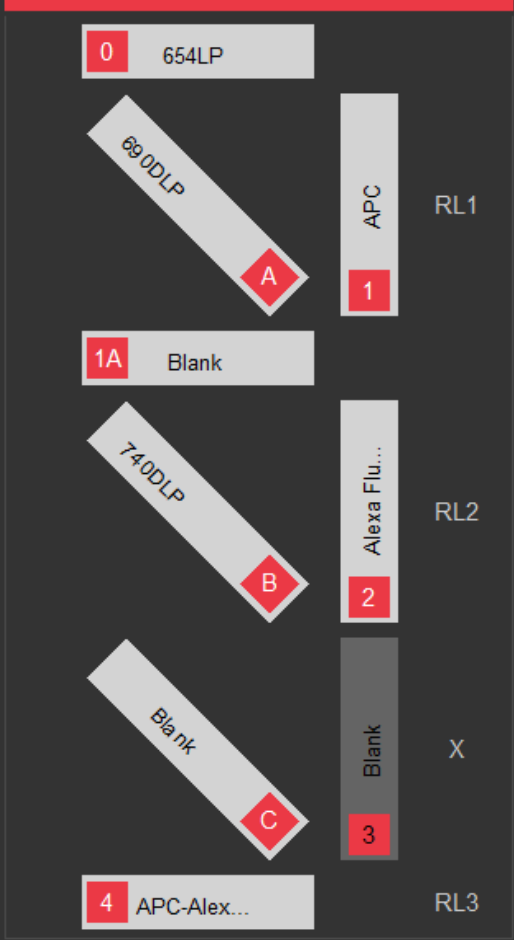 0 654LP
690DLP
A
APC
1
RL1
1A Blank
740DLP
B
Alexa Flu...
2
RL2
Blank
C
Blank
3
X
4 APC-Alex...
RL3